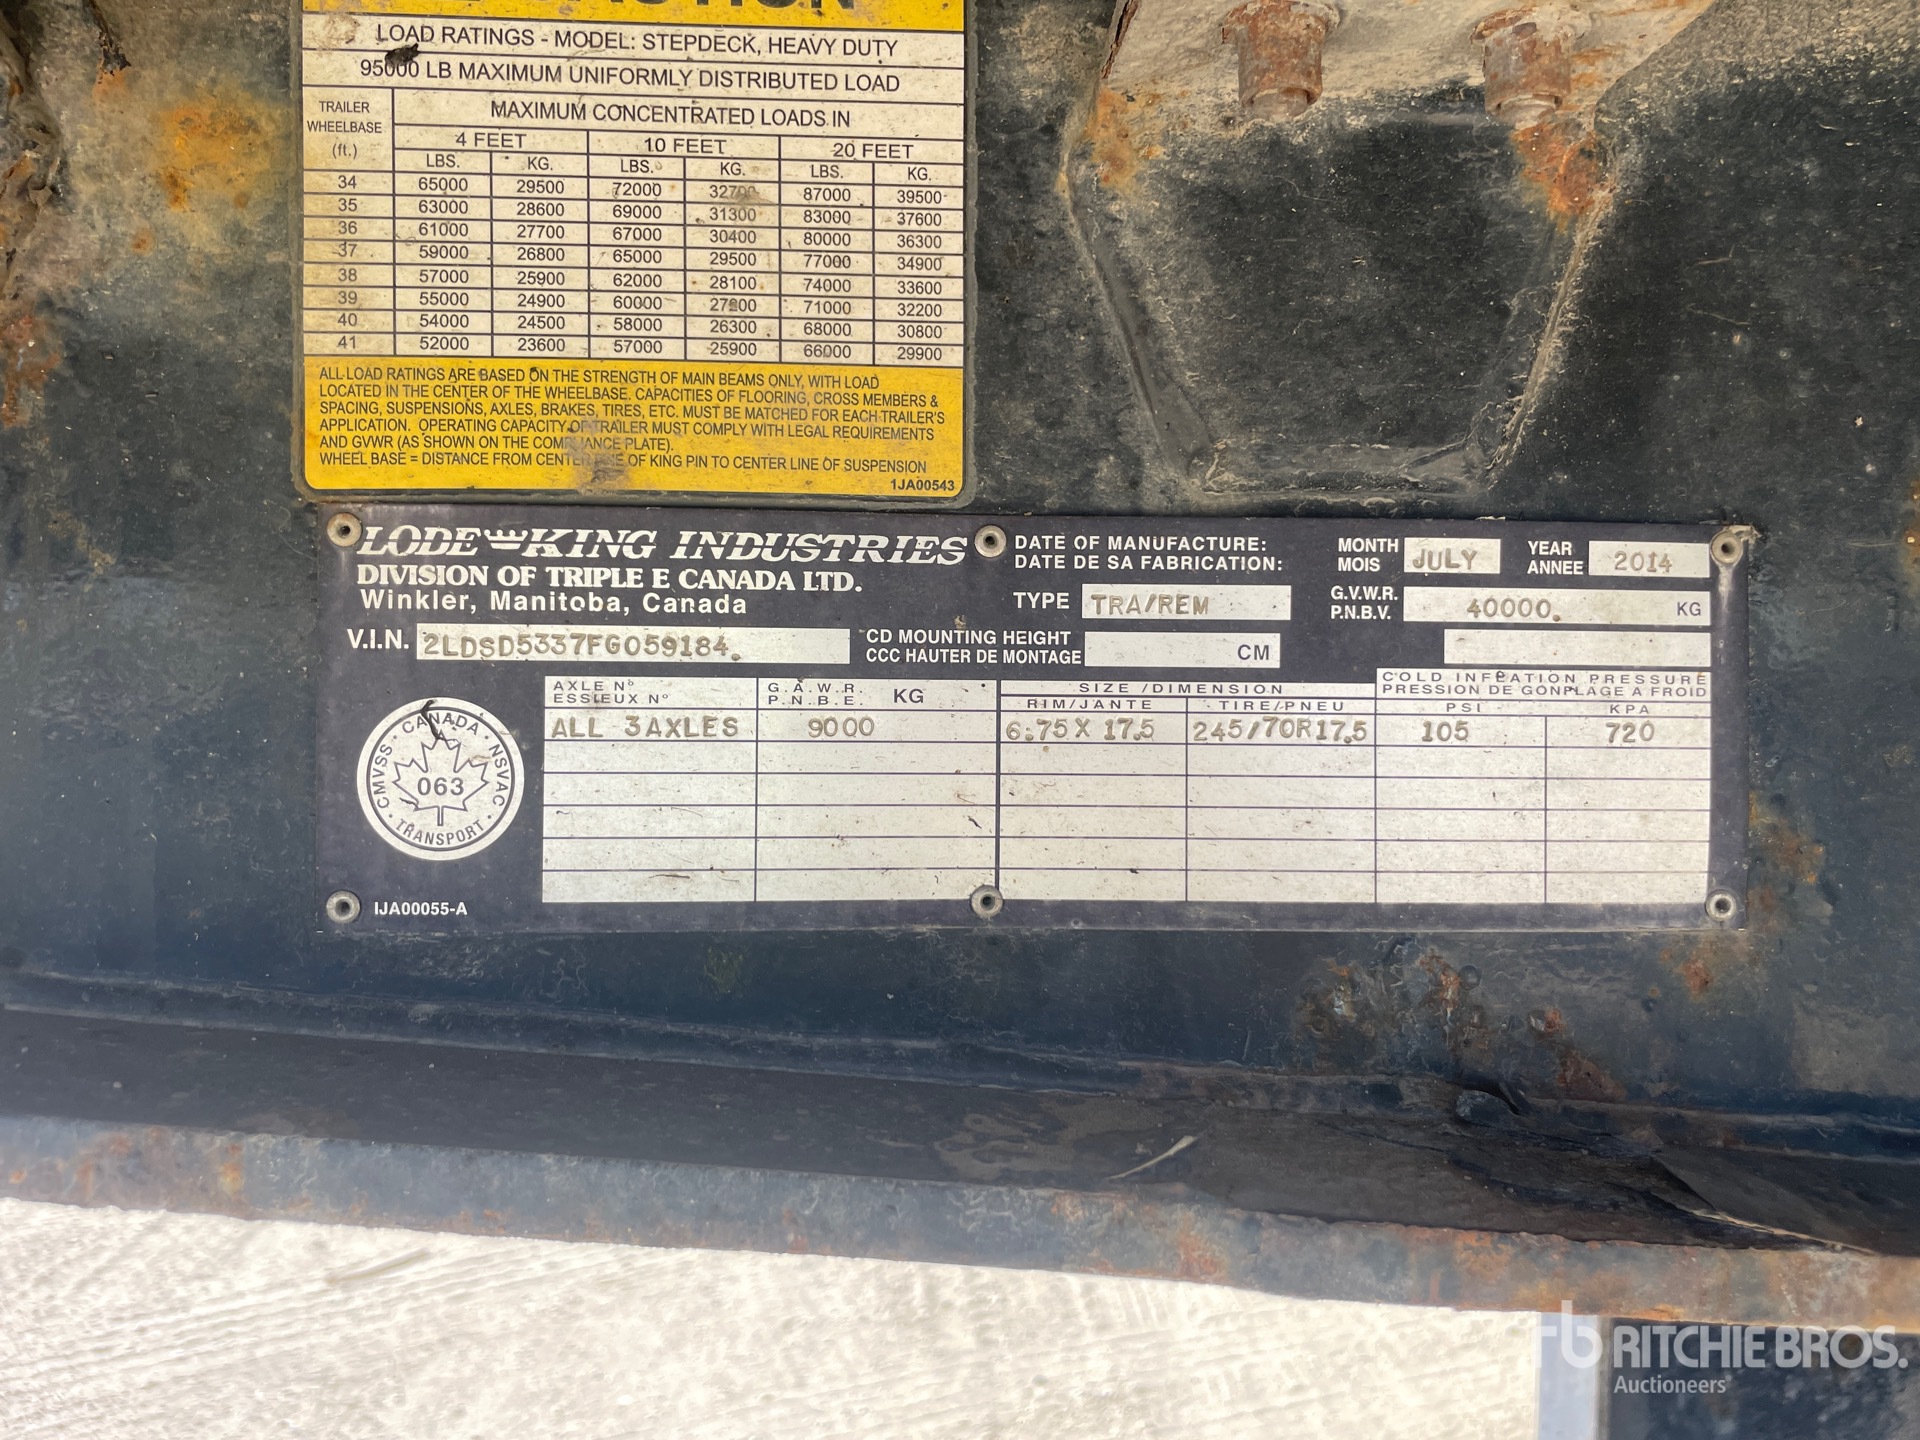 LOAD RATINGS - MODEL: STEPDECK, HEAVY DUTY
95000 LB MAXIMUM UNIFORMLY DISTRIBUTED LOAD
TRAILER WHEELBASE (ft.) MAXIMUM CONCENTRATED LOADS IN
4 FEET 10 FEET 20 FEET
LBS. KG. LBS. KG. LBS. KG.
34 65000 29500 72000 32700 87000 39500
35 63000 28600 69000 31300 83000 37600
36 61000 27700 67000 30400 80000 36300
37 59000 26800 65000 29500 77000 34900
38 57000 25900 62000 28100 74000 33600
39 55000 24900 60000 27200 71000 32200
40 54000 24500 58000 26300 68000 30800
41 52000 23600 57000 25900 66000 29900
ALL LOAD RATINGS ARE BASED ON THE STRENGTH OF MAIN BEAMS ONLY, WITH LOAD
LOCATED IN THE CENTER OF THE WHEELBASE. CAPACITIES OF FLOORING, CROSS MEMBERS &
SPACING, SUSPENSIONS, AXLES, BRAKES, TIRES, ETC. MUST BE MATCHED FOR EACH TRAILER'S
APPLICATION. OPERATING CAPACITY OF TRAILER MUST COMPLY WITH LEGAL REQUIREMENTS
AND GVWR (AS SHOWN ON THE COMPLIANCE PLATE).
WHEEL BASE = DISTANCE FROM CENTER LINE OF KING PIN TO CENTER LINE OF SUSPENSION
1JA00543
LODE KING INDUSTRIES
DIVISION OF TRIPLE E CANADA LTD.
Winkler, Manitoba, Canada
DATE OF MANUFACTURE: MONTH JULY YEAR 2014
DATE DE SA FABRICATION: MOIS ANNEE
TYPE TRA/REM G.V.W.R. P.N.B.V. 40000. KG
V.I.N. 2LDSD5337FG059184.
CD MOUNTING HEIGHT
CCC HAUTER DE MONTAGE CM
AXLE Nº G.A.W.R. KG SIZE / DIMENSION COLD INFLATION PRESSURE
ESSIEUX Nº P.N.B.E. PRESSION DE GONFLAGE A FROID
RIM/JANTE TIRE/PNEU PSI KPA
ALL 3AXLES 9000 6.75 X 17.5 245/70R17.5 105 720
CANADA
CMVSS NSVAC
063
TRANSPORT
IJA00055-A
rb RITCHIE BROS.
Auctioneers